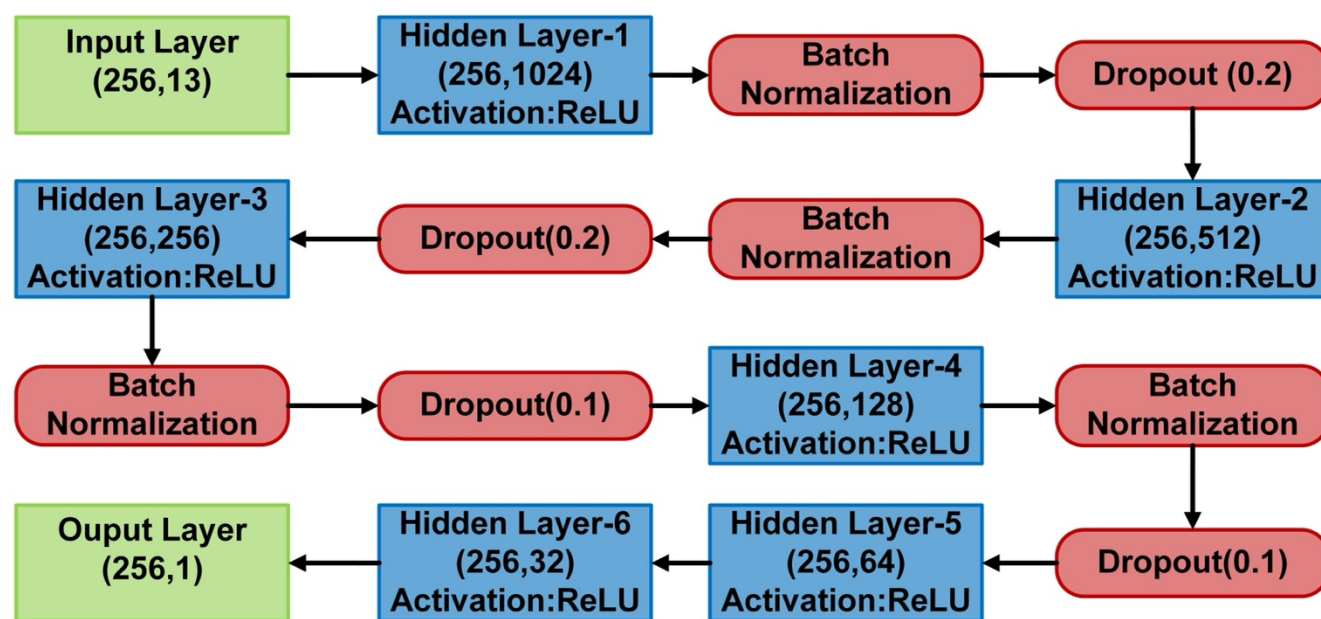 Input Layer
(256,13)
Hidden Layer-1
(256,1024)
Activation:ReLU
Batch
Normalization
Dropout (0.2)
Hidden Layer-2
(256,512)
Activation:ReLU
Batch
Normalization
Dropout(0.2)
Hidden Layer-3
(256,256)
Activation:ReLU
Batch
Normalization
Dropout(0.1)
Hidden Layer-4
(256,128)
Activation:ReLU
Batch
Normalization
Dropout(0.1)
Hidden Layer-5
(256,64)
Activation:ReLU
Hidden Layer-6
(256,32)
Activation:ReLU
Ouput Layer
(256,1)